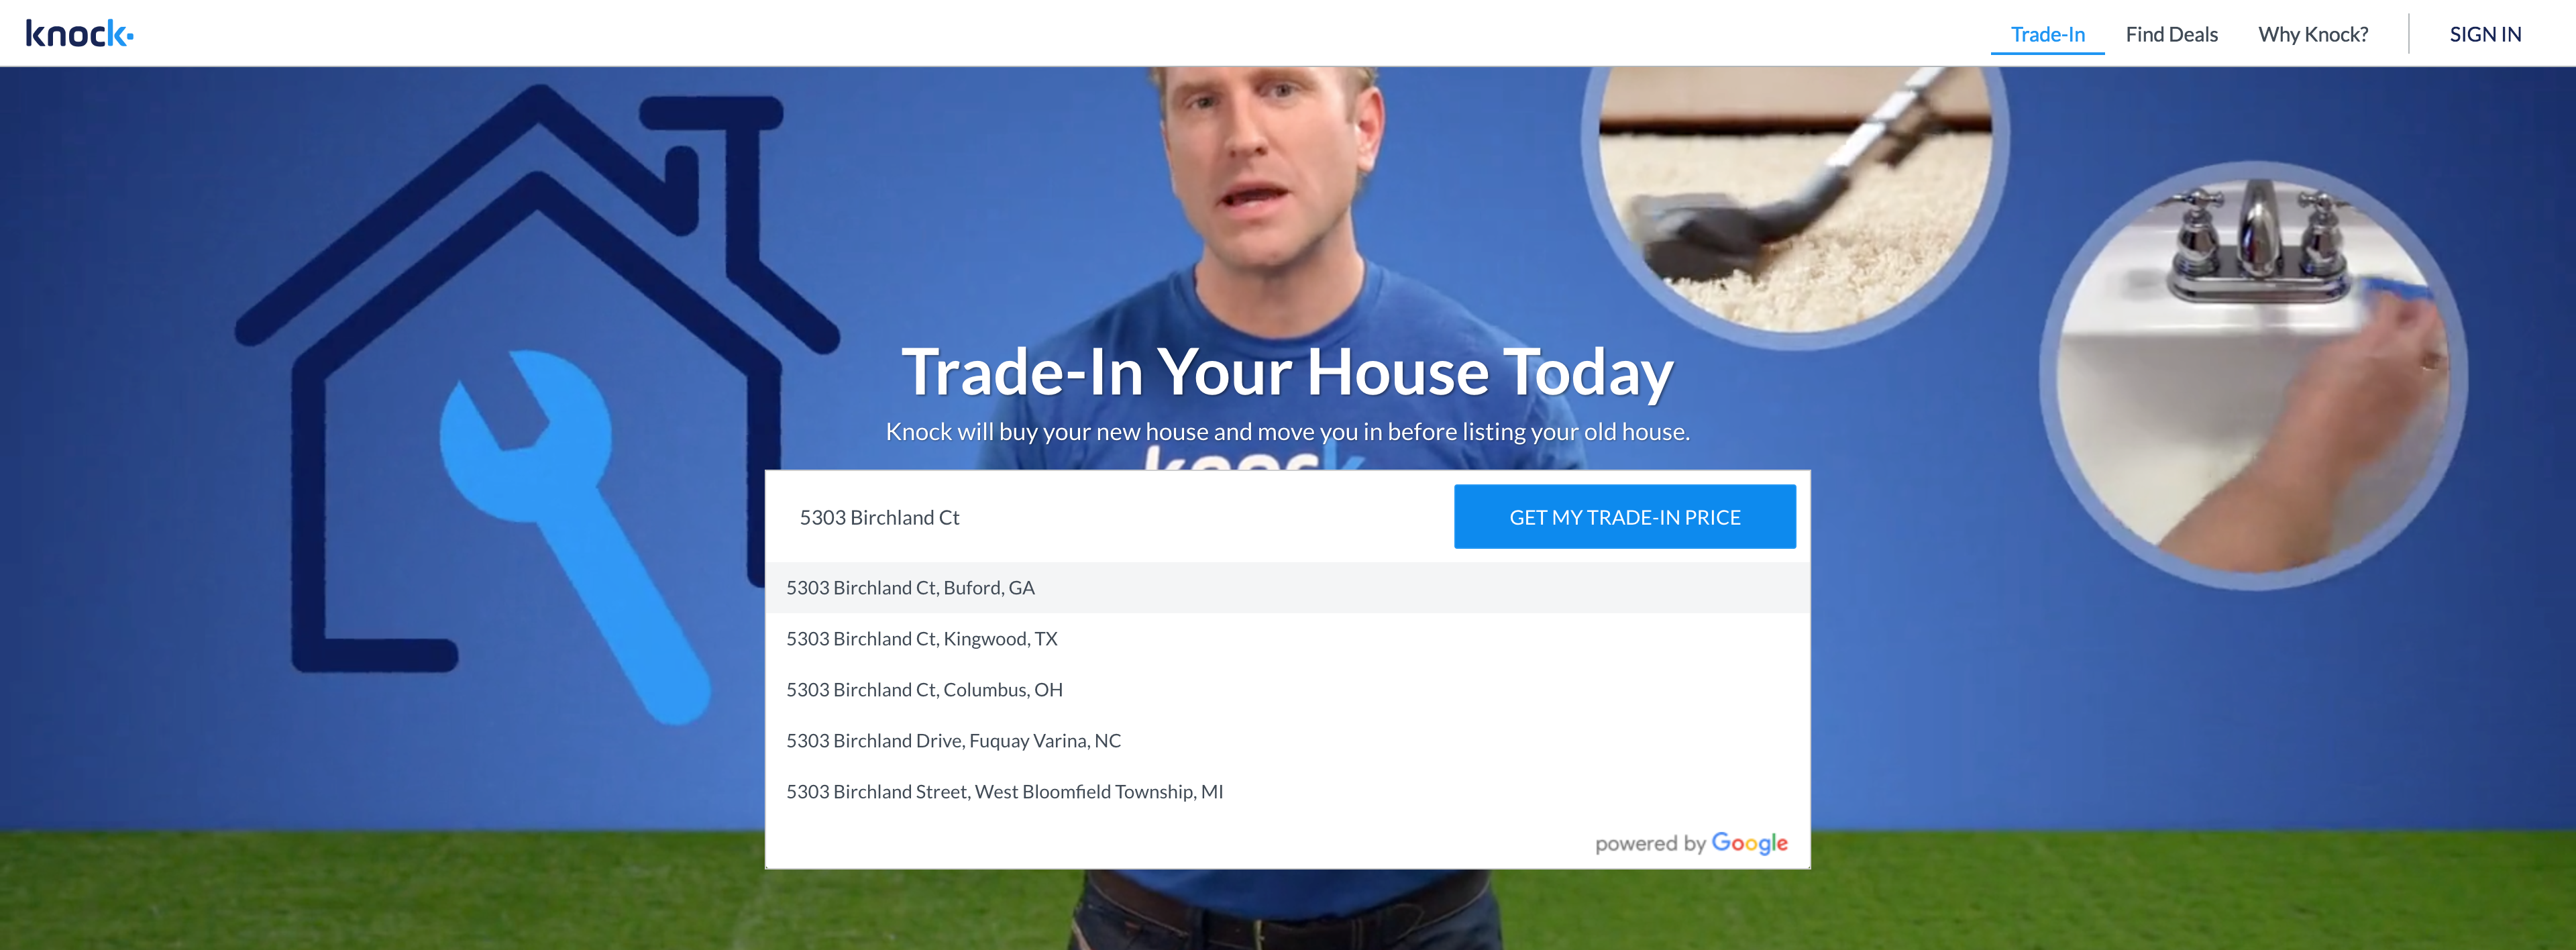 knock
Trade-In
Find Deals
Why Knock?
SIGN IN
Trade-In Your House Today
Knock will buy your new house and move you in before listing your old house.
knock
5303 Birchland Ct
GET MY TRADE-IN PRICE
5303 Birchland Ct, Buford, GA
5303 Birchland Ct, Kingwood, TX
5303 Birchland Ct, Columbus, OH
5303 Birchland Drive, Fuquay Varina, NC
5303 Birchland Street, West Bloomfield Township, MI
powered by Google